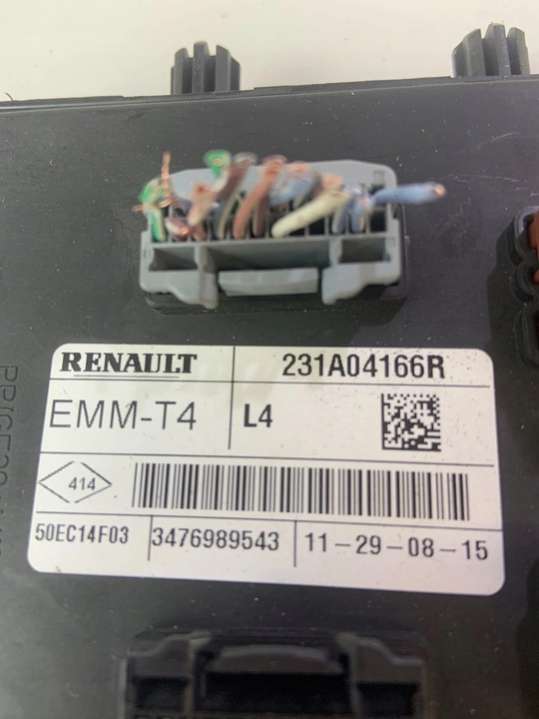 RENAULT 231A04166R
EMM-T4 L4
414
50EC14F03 3476989543 11-29-08-15